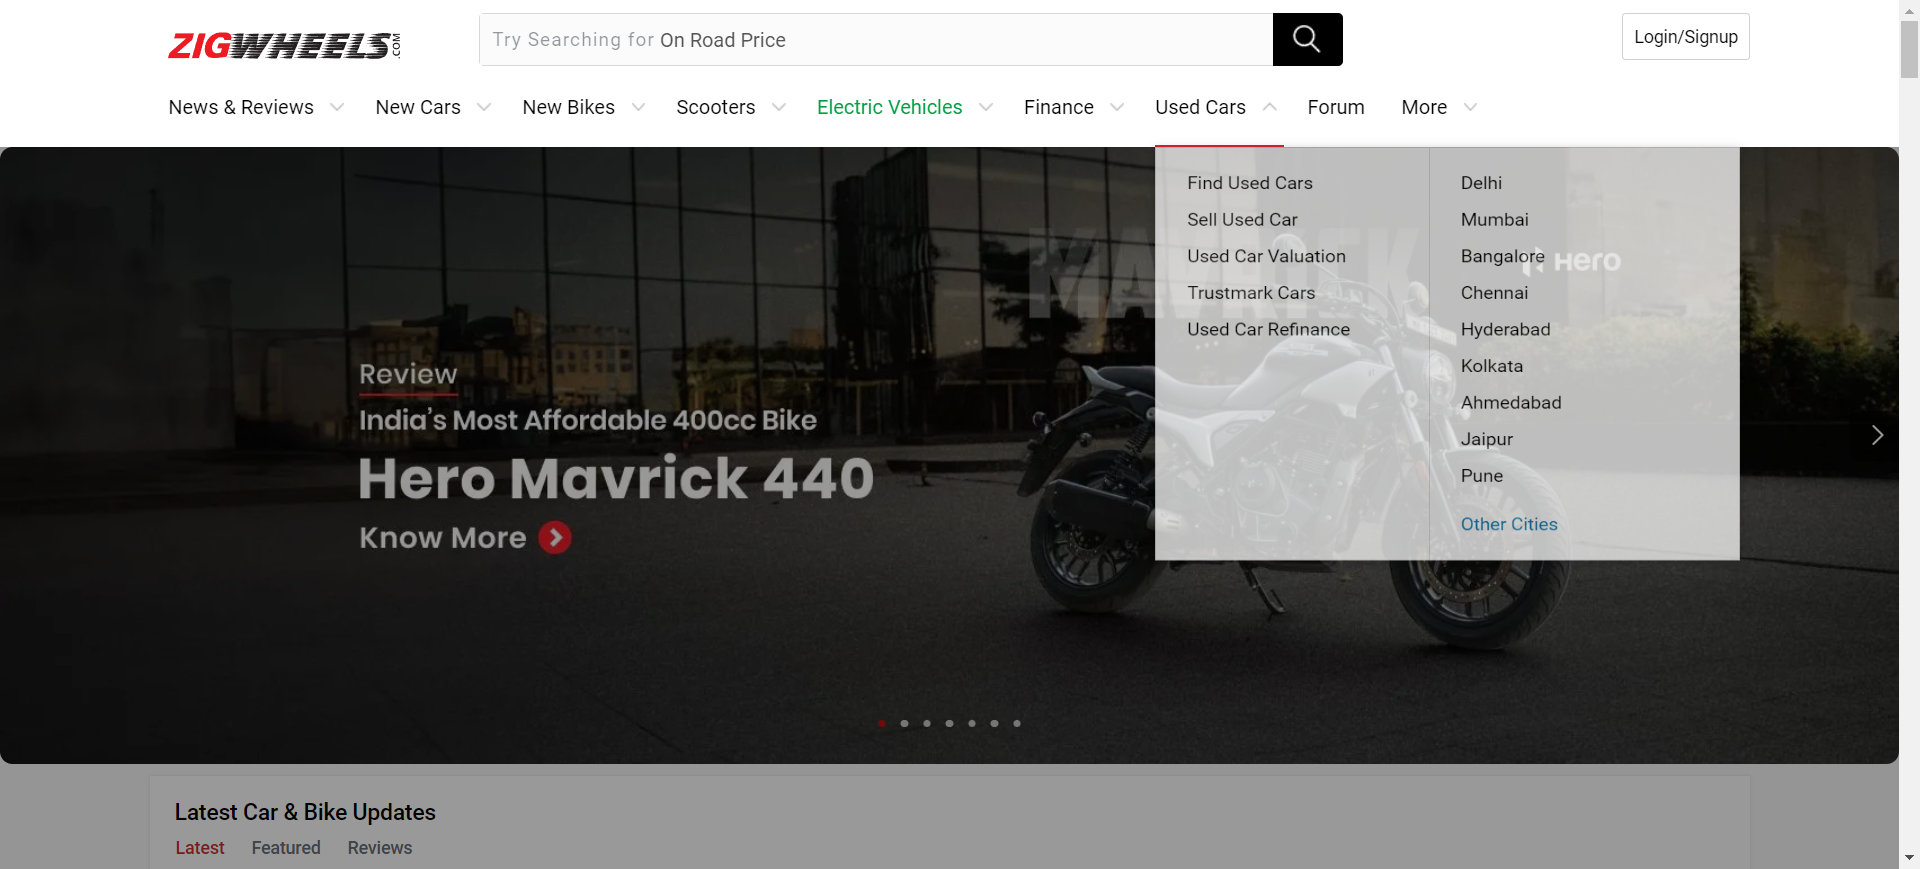 ZIGWHEELS.COM
Try Searching for On Road Price
Login/Signup
News & Reviews New Cars New Bikes Scooters Electric Vehicles Finance Used Cars Forum More
Find Used Cars
Sell Used Car
Used Car Valuation
Trustmark Cars
Used Car Refinance
Delhi
Mumbai
Bangalore
Chennai
Hyderabad
Kolkata
Ahmedabad
Jaipur
Pune
Other Cities
MAVRICK
Hero
Review
India's Most Affordable 400cc Bike
Hero Mavrick 440
Know More
Latest Car & Bike Updates
Latest Featured Reviews